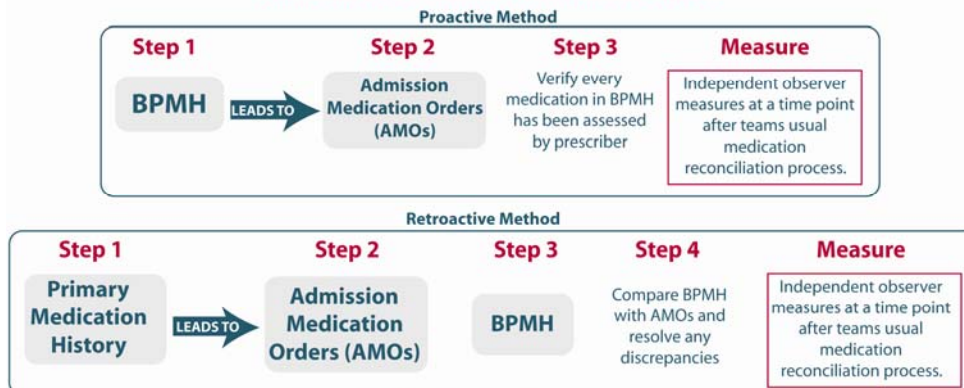 Proactive Method
Step 1
BPMH
LEADS TO
Step 2
Admission
Medication Orders
(AMOs)
Step 3
Verify every
medication in BPMH
has been assessed
by prescriber
Measure
Independent observer
measures at a time point
after teams usual
medication
reconciliation process.
Retroactive Method
Step 1
Primary
Medication
History
LEADS TO
Step 2
Admission
Medication
Orders (AMOs)
Step 3
BPMH
Step 4
Compare BPMH
with AMOs and
resolve any
discrepancies
Measure
Independent observer
measures at a time point
after teams usual
medication
reconciliation process.